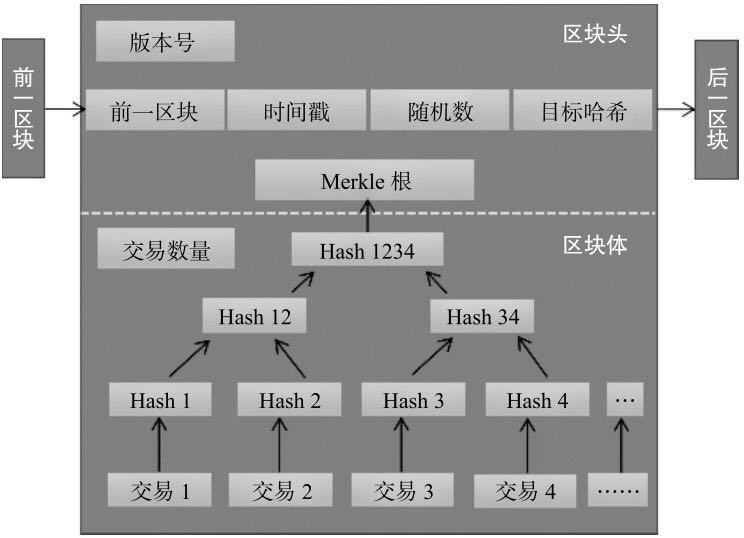 版本号
区块头
前一区块
前一区块
时间戳
随机数
目标哈希
后一区块
Merkle 根
交易数量
Hash 1234
区块体
Hash 12
Hash 34
Hash 1
Hash 2
Hash 3
Hash 4
…
交易 1
交易 2
交易 3
交易 4
……